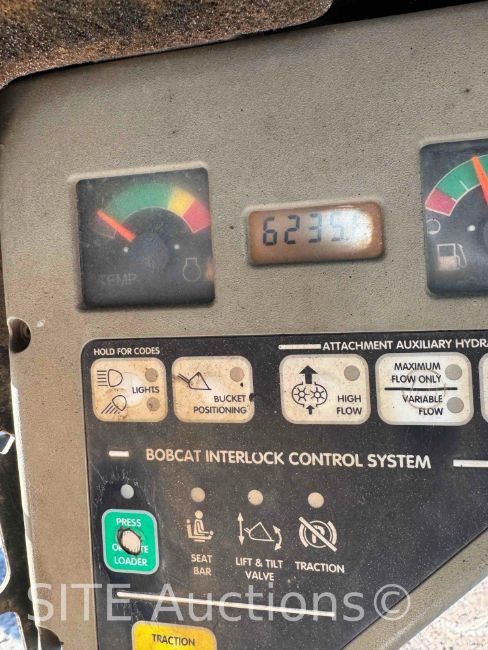 TEMP
6235.
HOLD FOR CODES
ATTACHMENT AUXILIARY HYDRA
LIGHTS
BUCKET
POSITIONING
HIGH
FLOW
MAXIMUM
FLOW ONLY
VARIABLE
FLOW
BOBCAT INTERLOCK CONTROL SYSTEM
PRESS
LOADER
SEAT
BAR
LIFT & TILT
VALVE
TRACTION
SITE Auctions©
TRACTION